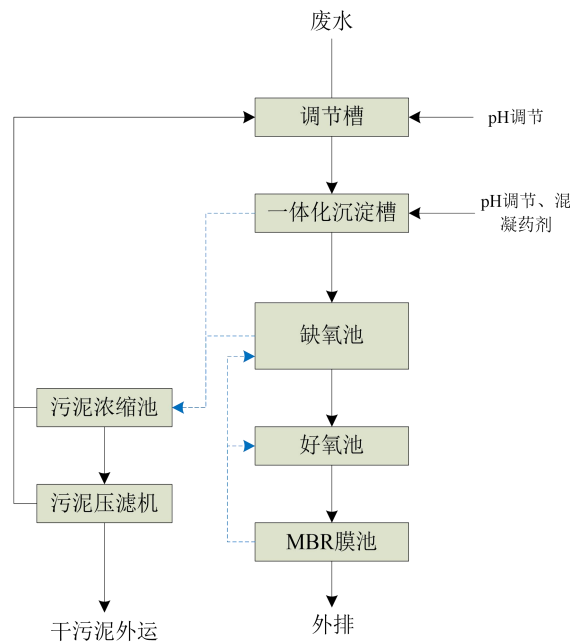 废水
调节槽
pH调节
一体化沉淀槽
pH调节、混
凝药剂
缺氧池
污泥浓缩池
好氧池
污泥压滤机
MBR膜池
干污泥外运
外排